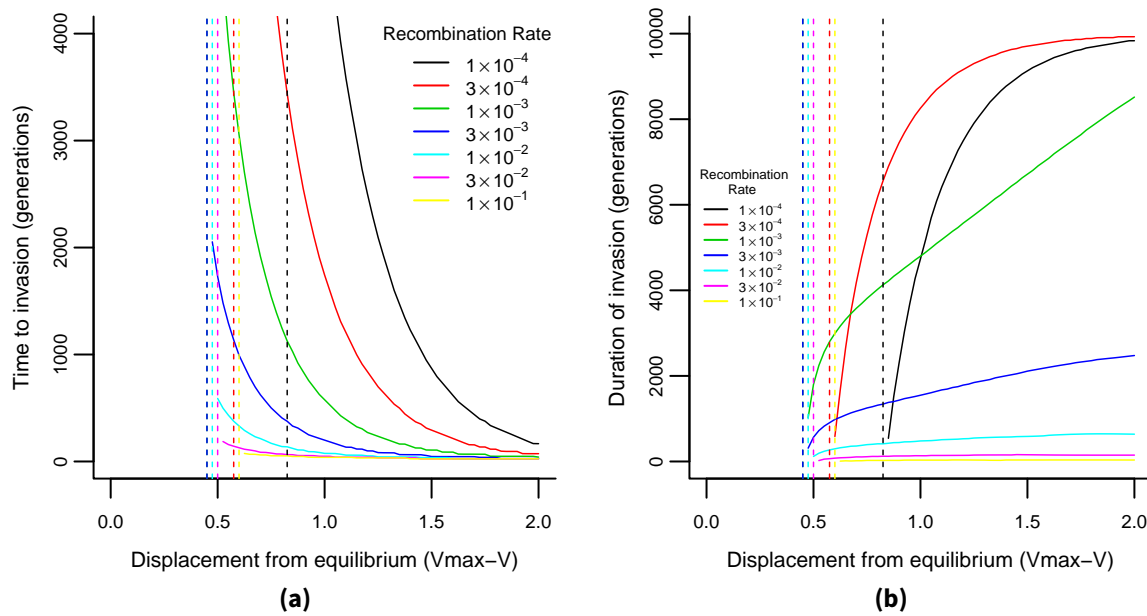 Time to invasion (generations)
4000
3000
2000
1000
0
Recombination Rate
1×10⁻⁴
3×10⁻⁴
1×10⁻³
3×10⁻³
1×10⁻²
3×10⁻²
1×10⁻¹
0.0 0.5 1.0 1.5 2.0
Displacement from equilibrium (Vmax−V)
(a)
Duration of invasion (generations)
10000
8000
6000
4000
2000
0
Recombination
Rate
1×10⁻⁴
3×10⁻⁴
1×10⁻³
3×10⁻³
1×10⁻²
3×10⁻²
1×10⁻¹
0.0 0.5 1.0 1.5 2.0
Displacement from equilibrium (Vmax−V)
(b)